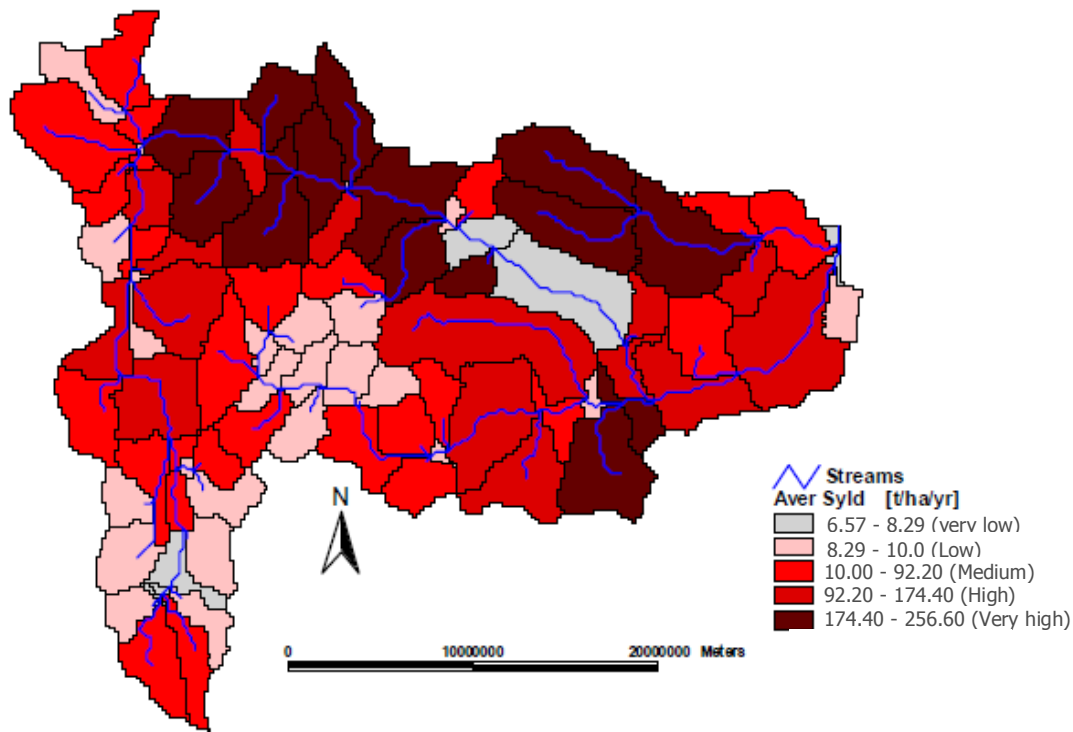 N
Streams
Aver Syld [t/ha/yr]
6.57 - 8.29 (very low)
8.29 - 10.0 (Low)
10.00 - 92.20 (Medium)
92.20 - 174.40 (High)
174.40 - 256.60 (Very high)
0 10000000 20000000 Meters